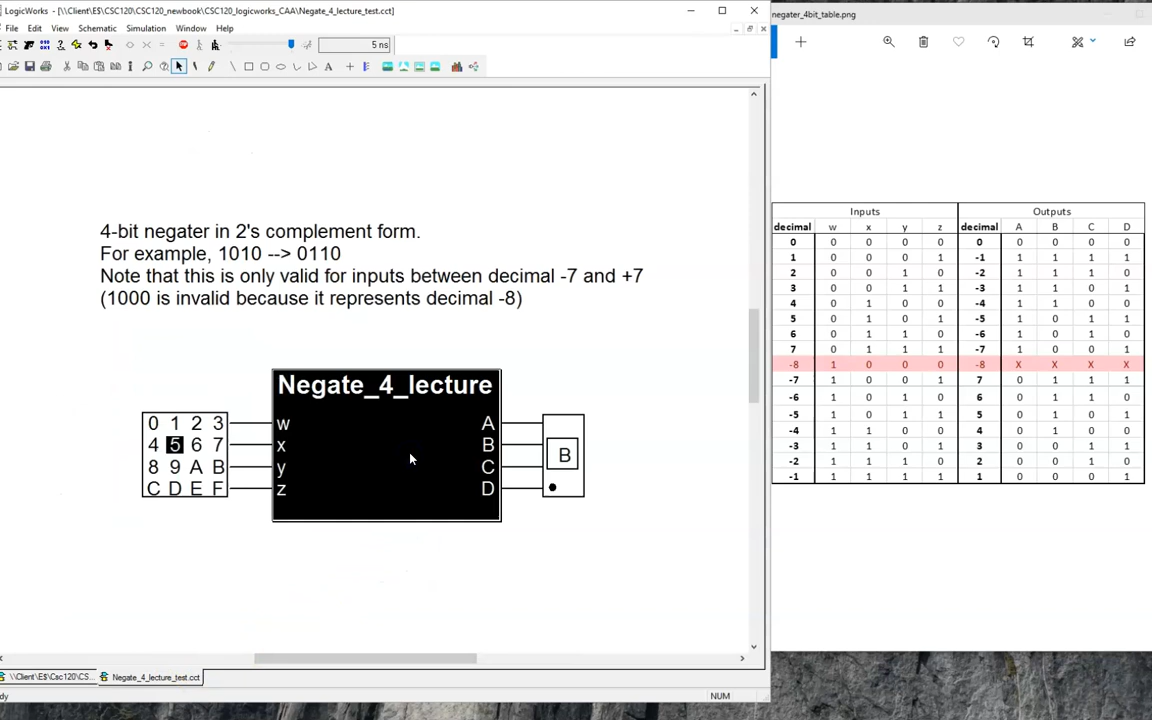 LogicWorks - [\\Client\E$\CSC120_newbook\CSC120_logicworks_CAA\Negate_4_lecture_test.cct]
File Edit View Schematic Simulation Window Help
5 ns
4-bit negater in 2's complement form.
For example, 1010 --> 0110
Note that this is only valid for inputs between decimal -7 and +7
(1000 is invalid because it represents decimal -8)
Negate_4_lecture
0 1 2 3 w A
4 5 6 7 x B B
8 9 A B y C
C D E F z D
\\Client\E$\Csc120\CS... Negate_4_lecture_test.cct
dy NUM
negater_4bit_table.png
Inputs Outputs
decimal w x y z decimal A B C D
0 0 0 0 0 0 0 0 0 0
1 0 0 0 1 -1 1 1 1 1
2 0 0 1 0 -2 1 1 1 0
3 0 0 1 1 -3 1 1 0 1
4 0 1 0 0 -4 1 1 0 0
5 0 1 0 1 -5 1 0 1 1
6 0 1 1 0 -6 1 0 1 0
7 0 1 1 1 -7 1 0 0 1
-8 1 0 0 0 -8 X X X X
-7 1 0 0 1 7 0 1 1 1
-6 1 0 1 0 6 0 1 1 0
-5 1 0 1 1 5 0 1 0 1
-4 1 1 0 0 4 0 1 0 0
-3 1 1 0 1 3 0 0 1 1
-2 1 1 1 0 2 0 0 1 0
-1 1 1 1 1 1 0 0 0 1